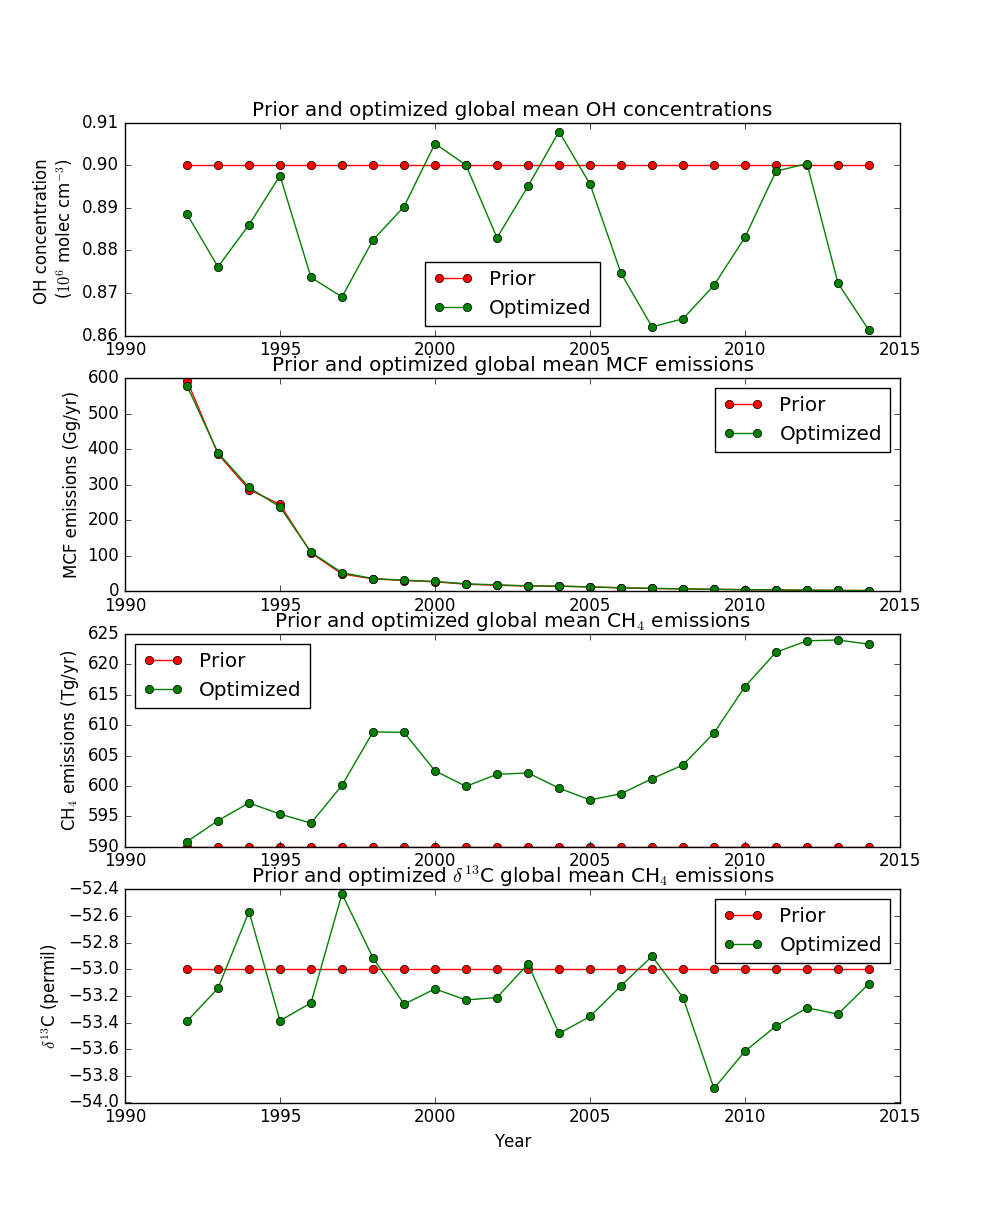 Prior and optimized global mean OH concentrations
OH concentration
(10⁶ molec cm⁻³)
0.91
0.90
0.89
0.88
0.87
0.86
Prior
Optimized
1990 1995 2000 2005 2010 2015
Prior and optimized global mean MCF emissions
MCF emissions (Gg/yr)
600
500
400
300
200
100
0
Prior
Optimized
1990 1995 2000 2005 2010 2015
Prior and optimized global mean CH₄ emissions
CH₄ emissions (Tg/yr)
625
620
615
610
605
600
595
590
Prior
Optimized
1990 1995 2000 2005 2010 2015
Prior and optimized δ¹³C global mean CH₄ emissions
δ¹³C (permil)
−52.4
−52.6
−52.8
−53.0
−53.2
−53.4
−53.6
−53.8
−54.0
Prior
Optimized
1990 1995 2000 2005 2010 2015
Year